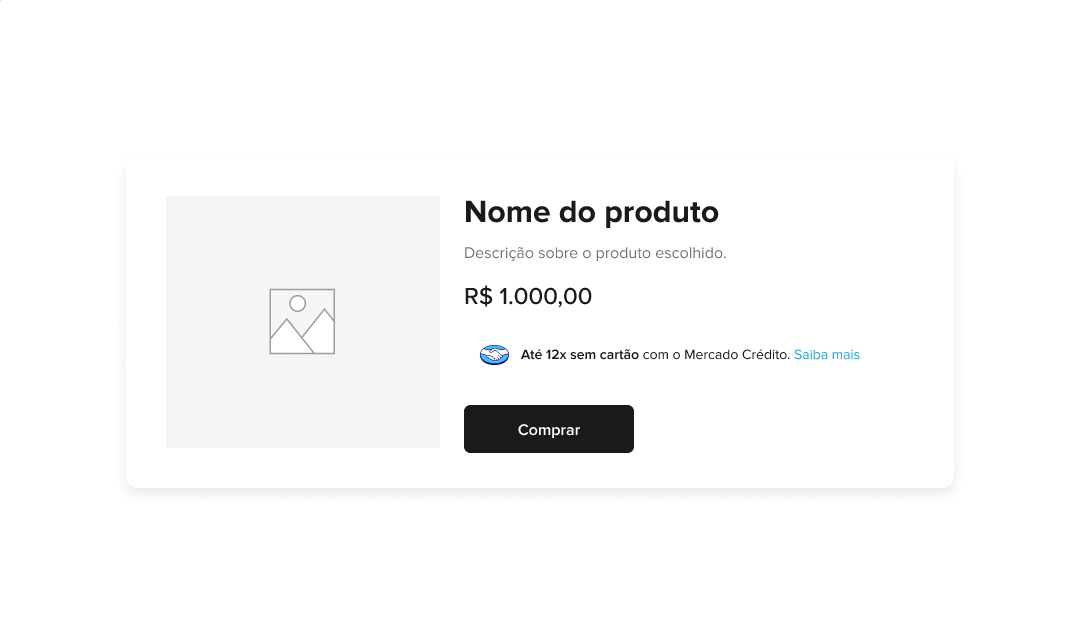 Nome do produto
Descrição sobre o produto escolhido.
R$ 1.000,00
Até 12x sem cartão com o Mercado Crédito. Saiba mais
Comprar